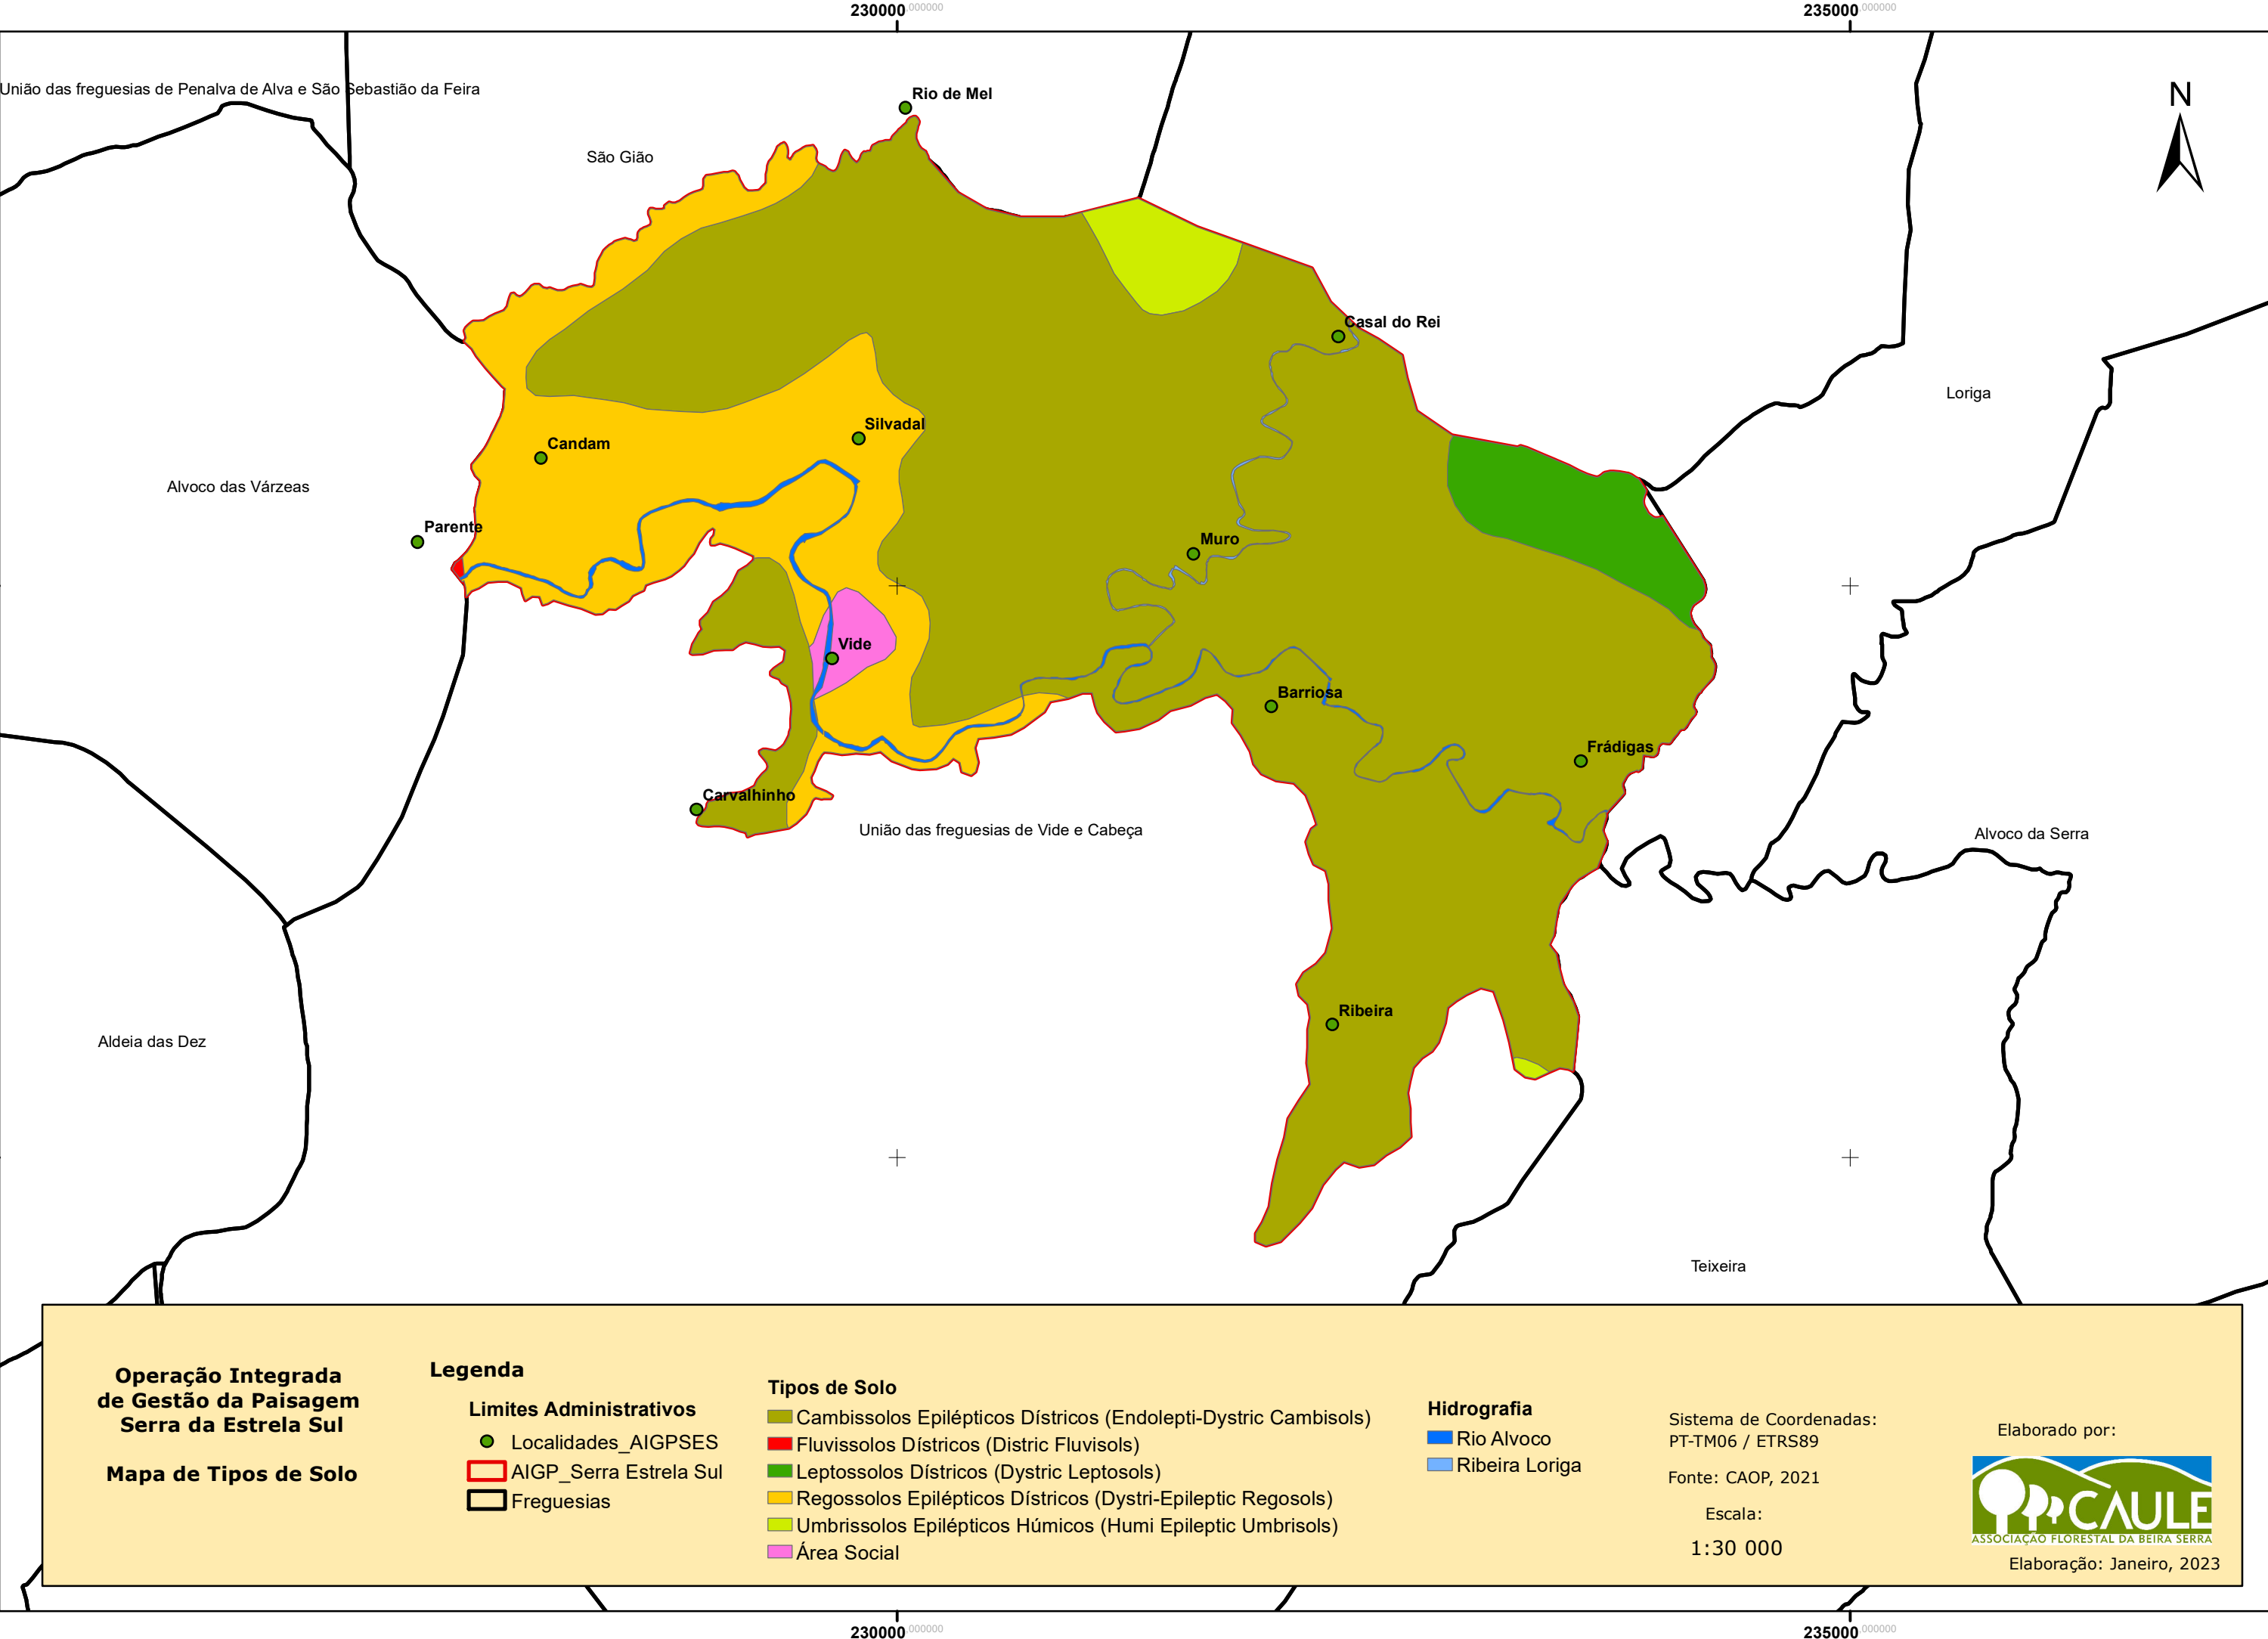 230000.000000
235000.000000
União das freguesias de Penalva de Alva e São Sebastião da Feira
Rio de Mel
N
São Gião
Casal do Rei
Loriga
Silvadal
Candam
Alvoco das Várzeas
Parente
Muro
Vide
Barriosa
Frádigas
Carvalhinho
União das freguesias de Vide e Cabeça
Alvoco da Serra
Ribeira
Aldeia das Dez
Teixeira
Operação Integrada
de Gestão da Paisagem
Serra da Estrela Sul
Mapa de Tipos de Solo
Legenda
Limites Administrativos
Localidades_AIGPSES
AIGP_Serra Estrela Sul
Freguesias
Tipos de Solo
Cambissolos Epilépticos Dístricos (Endolepti-Dystric Cambisols)
Fluvissolos Dístricos (Distric Fluvisols)
Leptossolos Dístricos (Dystric Leptosols)
Regossolos Epilépticos Dístricos (Dystri-Epileptic Regosols)
Umbrissolos Epilépticos Húmicos (Humi Epileptic Umbrisols)
Área Social
Hidrografia
Rio Alvoco
Ribeira Loriga
Sistema de Coordenadas:
PT-TM06 / ETRS89
Fonte: CAOP, 2021
Escala:
1:30 000
Elaborado por:
CAULE
ASSOCIAÇÃO FLORESTAL DA BEIRA SERRA
Elaboração: Janeiro, 2023
230000.000000
235000.000000